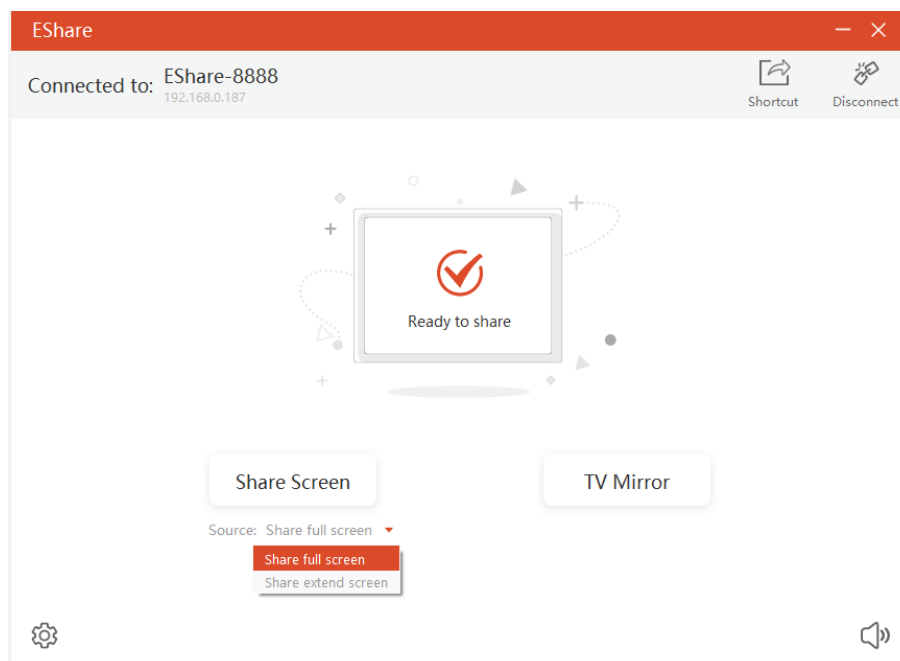 EShare
Connected to: EShare-8888
192.168.0.187
Shortcut
Disconnect
Ready to share
Share Screen
TV Mirror
Source: Share full screen
Share full screen
Share extend screen